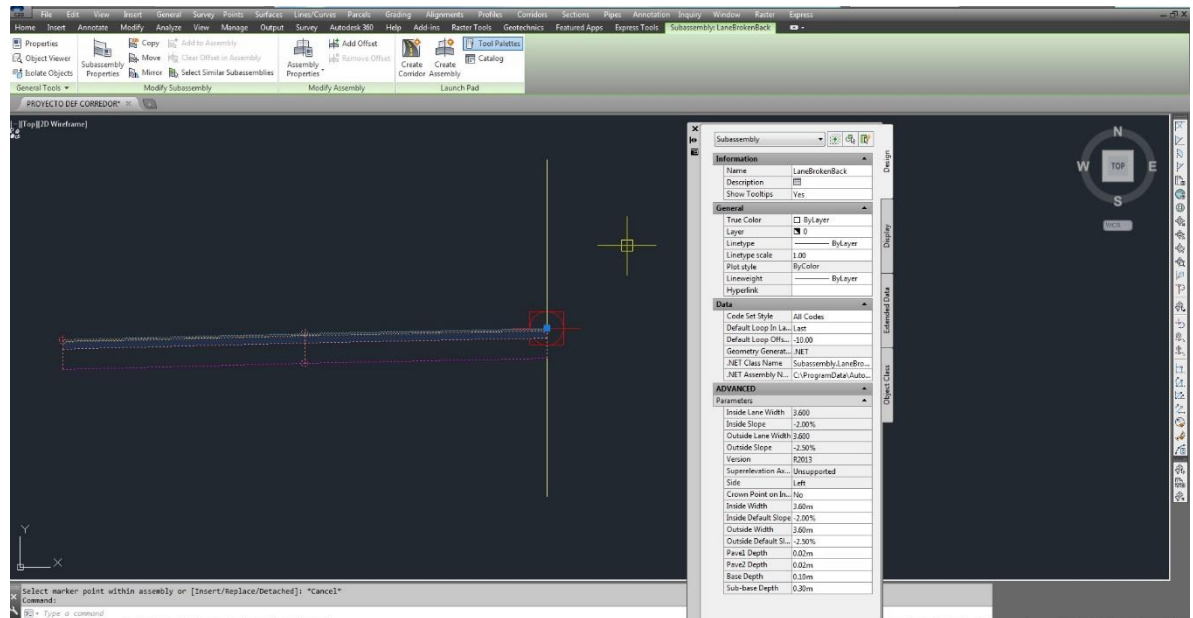 File Edit View Insert General Survey Points Surfaces Lines/Curves Parcels Grading Alignments Profiles Corridors Sections Pipes Annotation Inquiry Window Raster Express
Home Insert Annotate Modify Analyze View Manage Output Survey Autodesk 360 Help Add-ins Raster Tools Geotechnics Featured Apps Express Tools Subassembly: LaneBrokenBack
Properties
Object Viewer
Isolate Objects
Subassembly Properties
Copy
Move
Mirror
Add to Assembly
Clear Offset in Assembly
Select Similar Subassemblies
Assembly Properties
Add Offset
Remove Offset
Create Corridor
Create Assembly
Tool Palettes
Catalog
General Tools
Modify Subassembly
Modify Assembly
Launch Pad
PROYECTO DEF CORREDOR*
[-][Top][2D Wireframe]
N
W TOP E
S
WCS
Subassembly
Design
Display
Extended Data
Object Class
Information
Name LaneBrokenBack
Description
Show Tooltips Yes
General
True Color ByLayer
Layer 0
Linetype ByLayer
Linetype scale 1.00
Plot style ByColor
Lineweight ByLayer
Hyperlink
Data
Code Set Style All Codes
Default Loop In La... Last
Default Loop Offs... -10.00
Geometry Generat... .NET
.NET Class Name Subassembly.LaneBro...
.NET Assembly N... C:\ProgramData\Auto...
ADVANCED
Parameters
Inside Lane Width 3.600
Inside Slope -2.00%
Outside Lane Width 3.600
Outside Slope -2.50%
Version R2013
Superelevation Ax... Unsupported
Side Left
Crown Point on In... No
Inside Width 3.60m
Inside Default Slope -2.00%
Outside Width 3.60m
Outside Default Sl... -2.50%
Pave1 Depth 0.02m
Pave2 Depth 0.02m
Base Depth 0.10m
Sub-base Depth 0.30m
Y
X
Select marker point within assembly or [Insert/Replace/Detached]: *Cancel*
Command:
Type a command